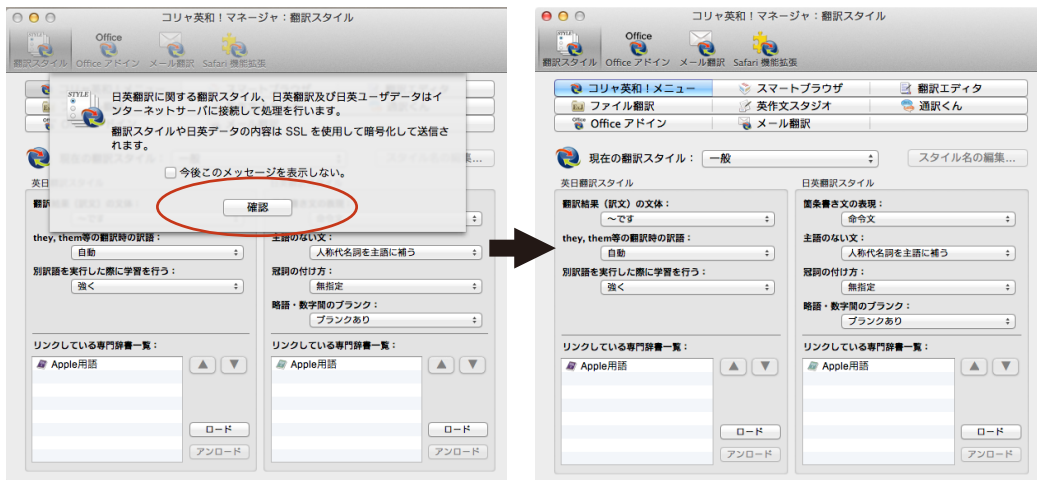 コリャ英和！マネージャ：翻訳スタイル
STYLE
Office
翻訳スタイル Office アドイン メール翻訳 Safari 機能拡張
STYLE
日英翻訳に関する翻訳スタイル、日英翻訳及び日英ユーザデータはインターネットサーバに接続して処理を行います。
翻訳スタイルや日英データの内容は SSL を使用して暗号化して送信されます。
今後このメッセージを表示しない。
確認
they, them等の翻訳時の訳語：
自動
別訳語を実行した際に学習を行う：
強く
主語のない文：
人称代名詞を主語に補う
冠詞の付け方：
無指定
略語・数字間のブランク：
ブランクあり
リンクしている専門辞書一覧：
Apple用語
ロード
アンロード
リンクしている専門辞書一覧：
Apple用語
ロード
アンロード
コリャ英和！マネージャ：翻訳スタイル
STYLE
Office
翻訳スタイル Office アドイン メール翻訳 Safari 機能拡張
コリャ英和！メニュー スマートブラウザ 翻訳エディタ
ファイル翻訳 英作文スタジオ 通訳くん
Office アドイン メール翻訳
現在の翻訳スタイル： 一般 スタイル名の編集...
英日翻訳スタイル
翻訳結果（訳文）の文体：
〜です
they, them等の翻訳時の訳語：
自動
別訳語を実行した際に学習を行う：
強く
リンクしている専門辞書一覧：
Apple用語
ロード
アンロード
日英翻訳スタイル
箇条書き文の表現：
命令文
主語のない文：
人称代名詞を主語に補う
冠詞の付け方：
無指定
略語・数字間のブランク：
ブランクあり
リンクしている専門辞書一覧：
Apple用語
ロード
アンロード